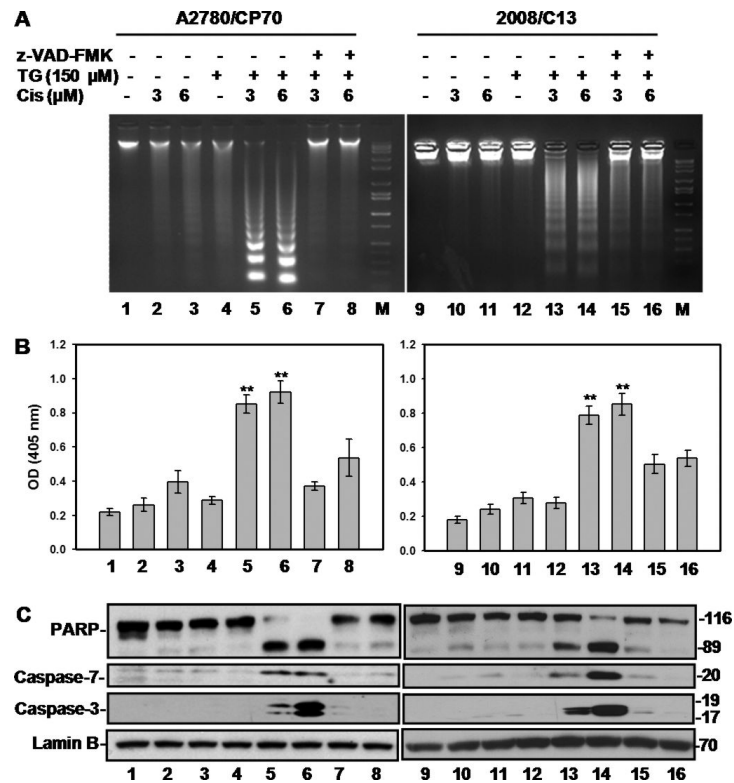 A
A2780/CP70 2008/C13
z-VAD-FMK - - - - - - + + - - - - - - + +
TG (150 μM) - - - + + + + + - - - + + + + +
Cis (μM) - 3 6 - 3 6 3 6 - 3 6 - 3 6 3 6
1 2 3 4 5 6 7 8 M 9 10 11 12 13 14 15 16 M
B
OD (405 nm)
1.2 1.2
1.0 1.0
0.8 0.8
0.6 0.6
0.4 0.4
0.2 0.2
0.0 0.0
** ** ** **
1 2 3 4 5 6 7 8 9 10 11 12 13 14 15 16
C
PARP- -116
-89
Caspase-7- -20
Caspase-3- -19
-17
Lamin B- -70
1 2 3 4 5 6 7 8 9 10 11 12 13 14 15 16